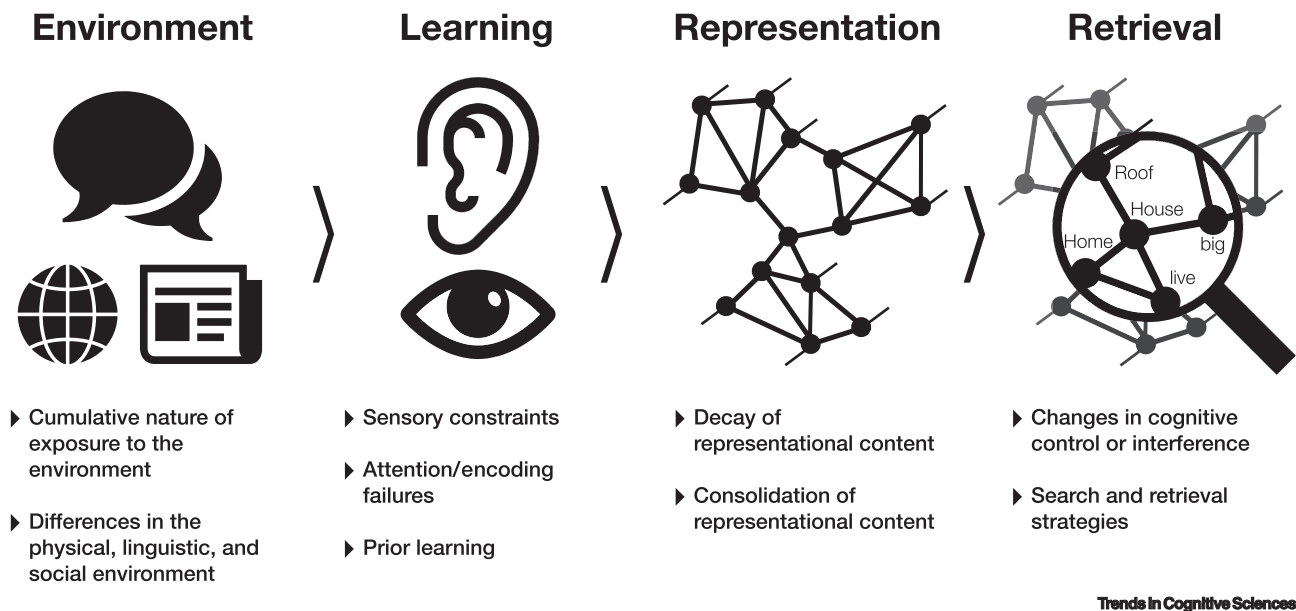 Environment
Learning
Representation
Retrieval
Roof
House
Home
big
live
Cumulative nature of
exposure to the
environment
Differences in the
physical, linguistic, and
social environment
Sensory constraints
Attention/encoding
failures
Prior learning
Decay of
representational content
Consolidation of
representational content
Changes in cognitive
control or interference
Search and retrieval
strategies
Trends in Cognitive Sciences